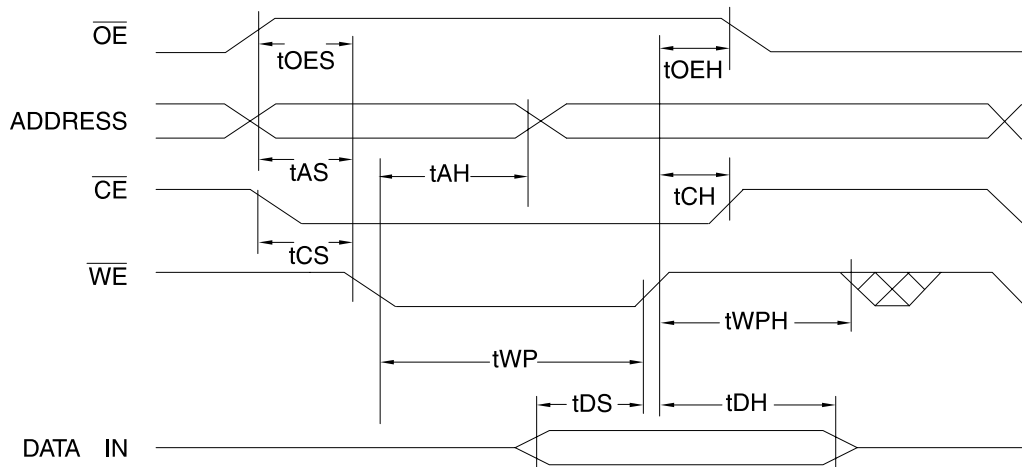 OE
tOES
tOEH
ADDRESS
tAS
tAH
tCH
CE
tCS
WE
tWPH
tWP
tDS
tDH
DATA IN